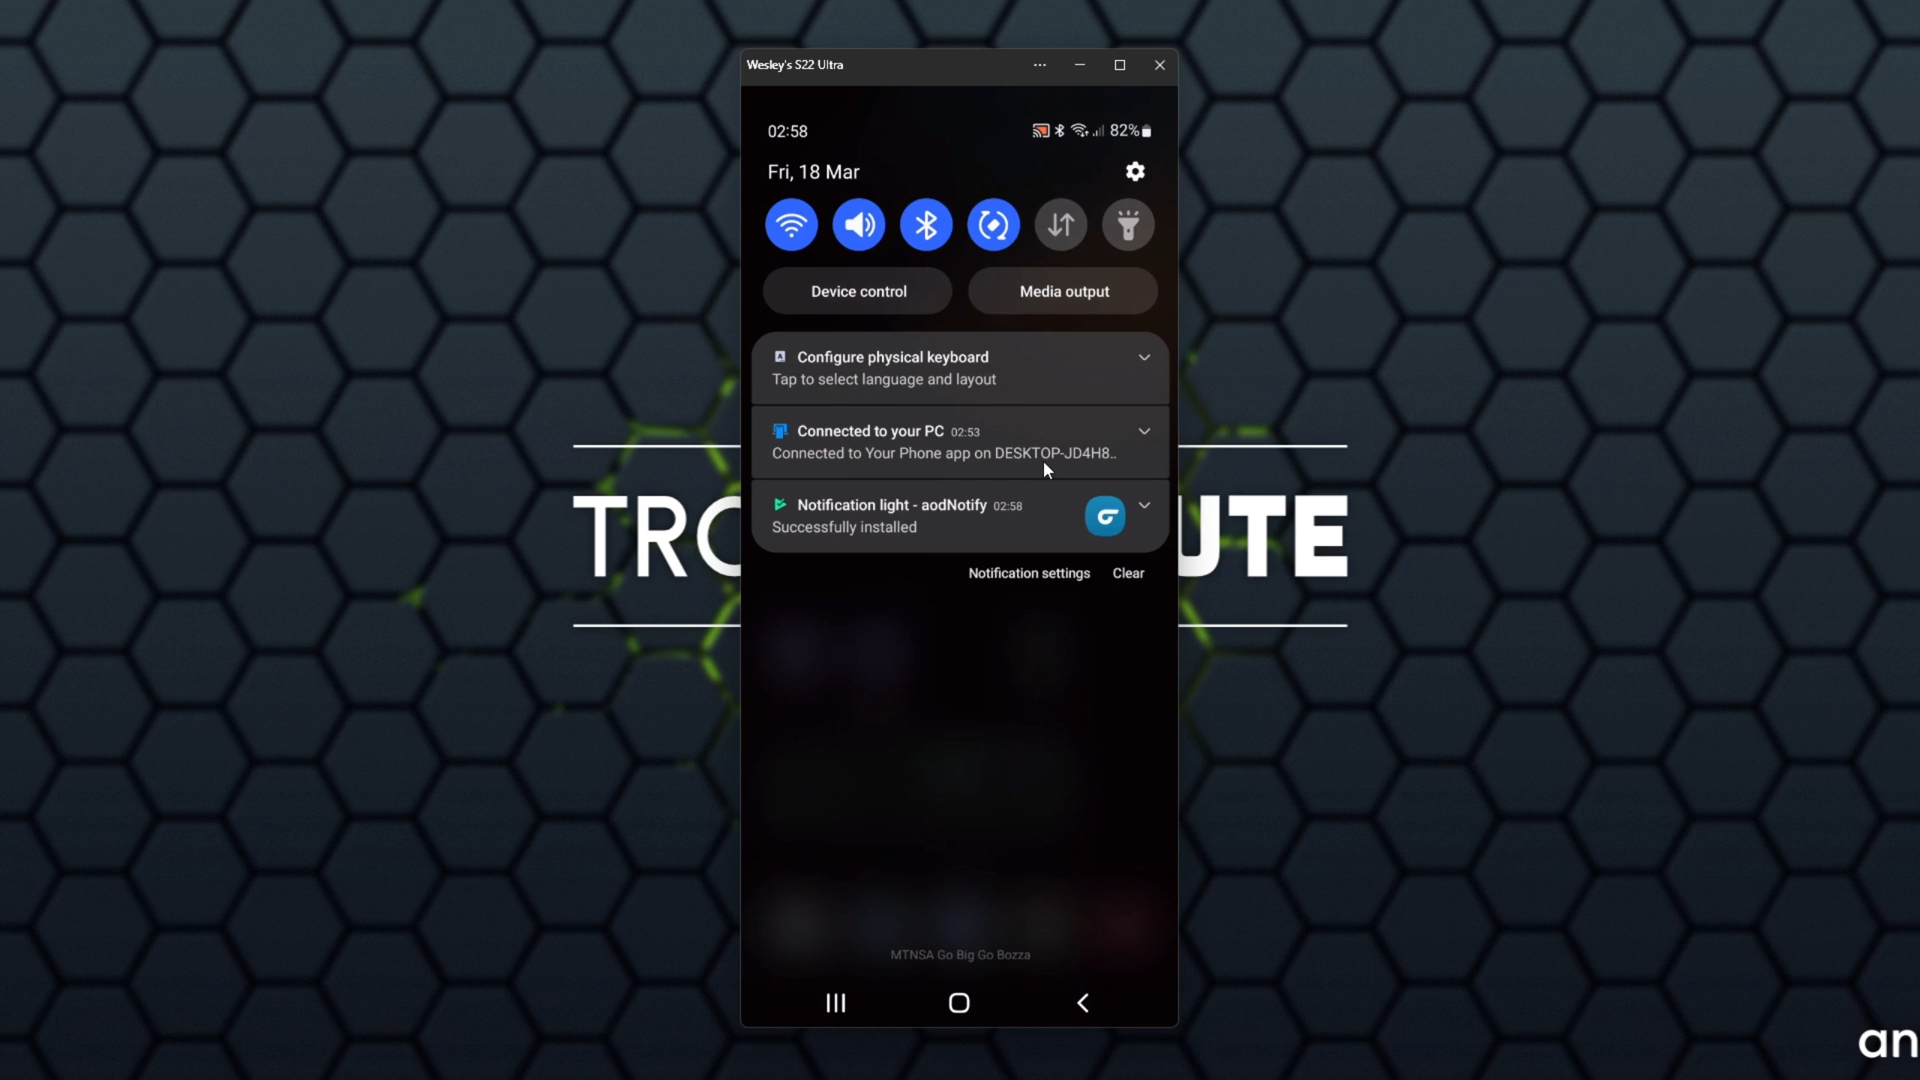 Wesley's S22 Ultra
02:58
82%
Fri, 18 Mar
Device control
Media output
Configure physical keyboard
Tap to select language and layout
Connected to your PC 02:53
Connected to Your Phone app on DESKTOP-JD4H8..
Notification light - aodNotify 02:58
Successfully installed
TRO
UTE
Notification settings
Clear
MTNSA Go Big Go Bozza
an